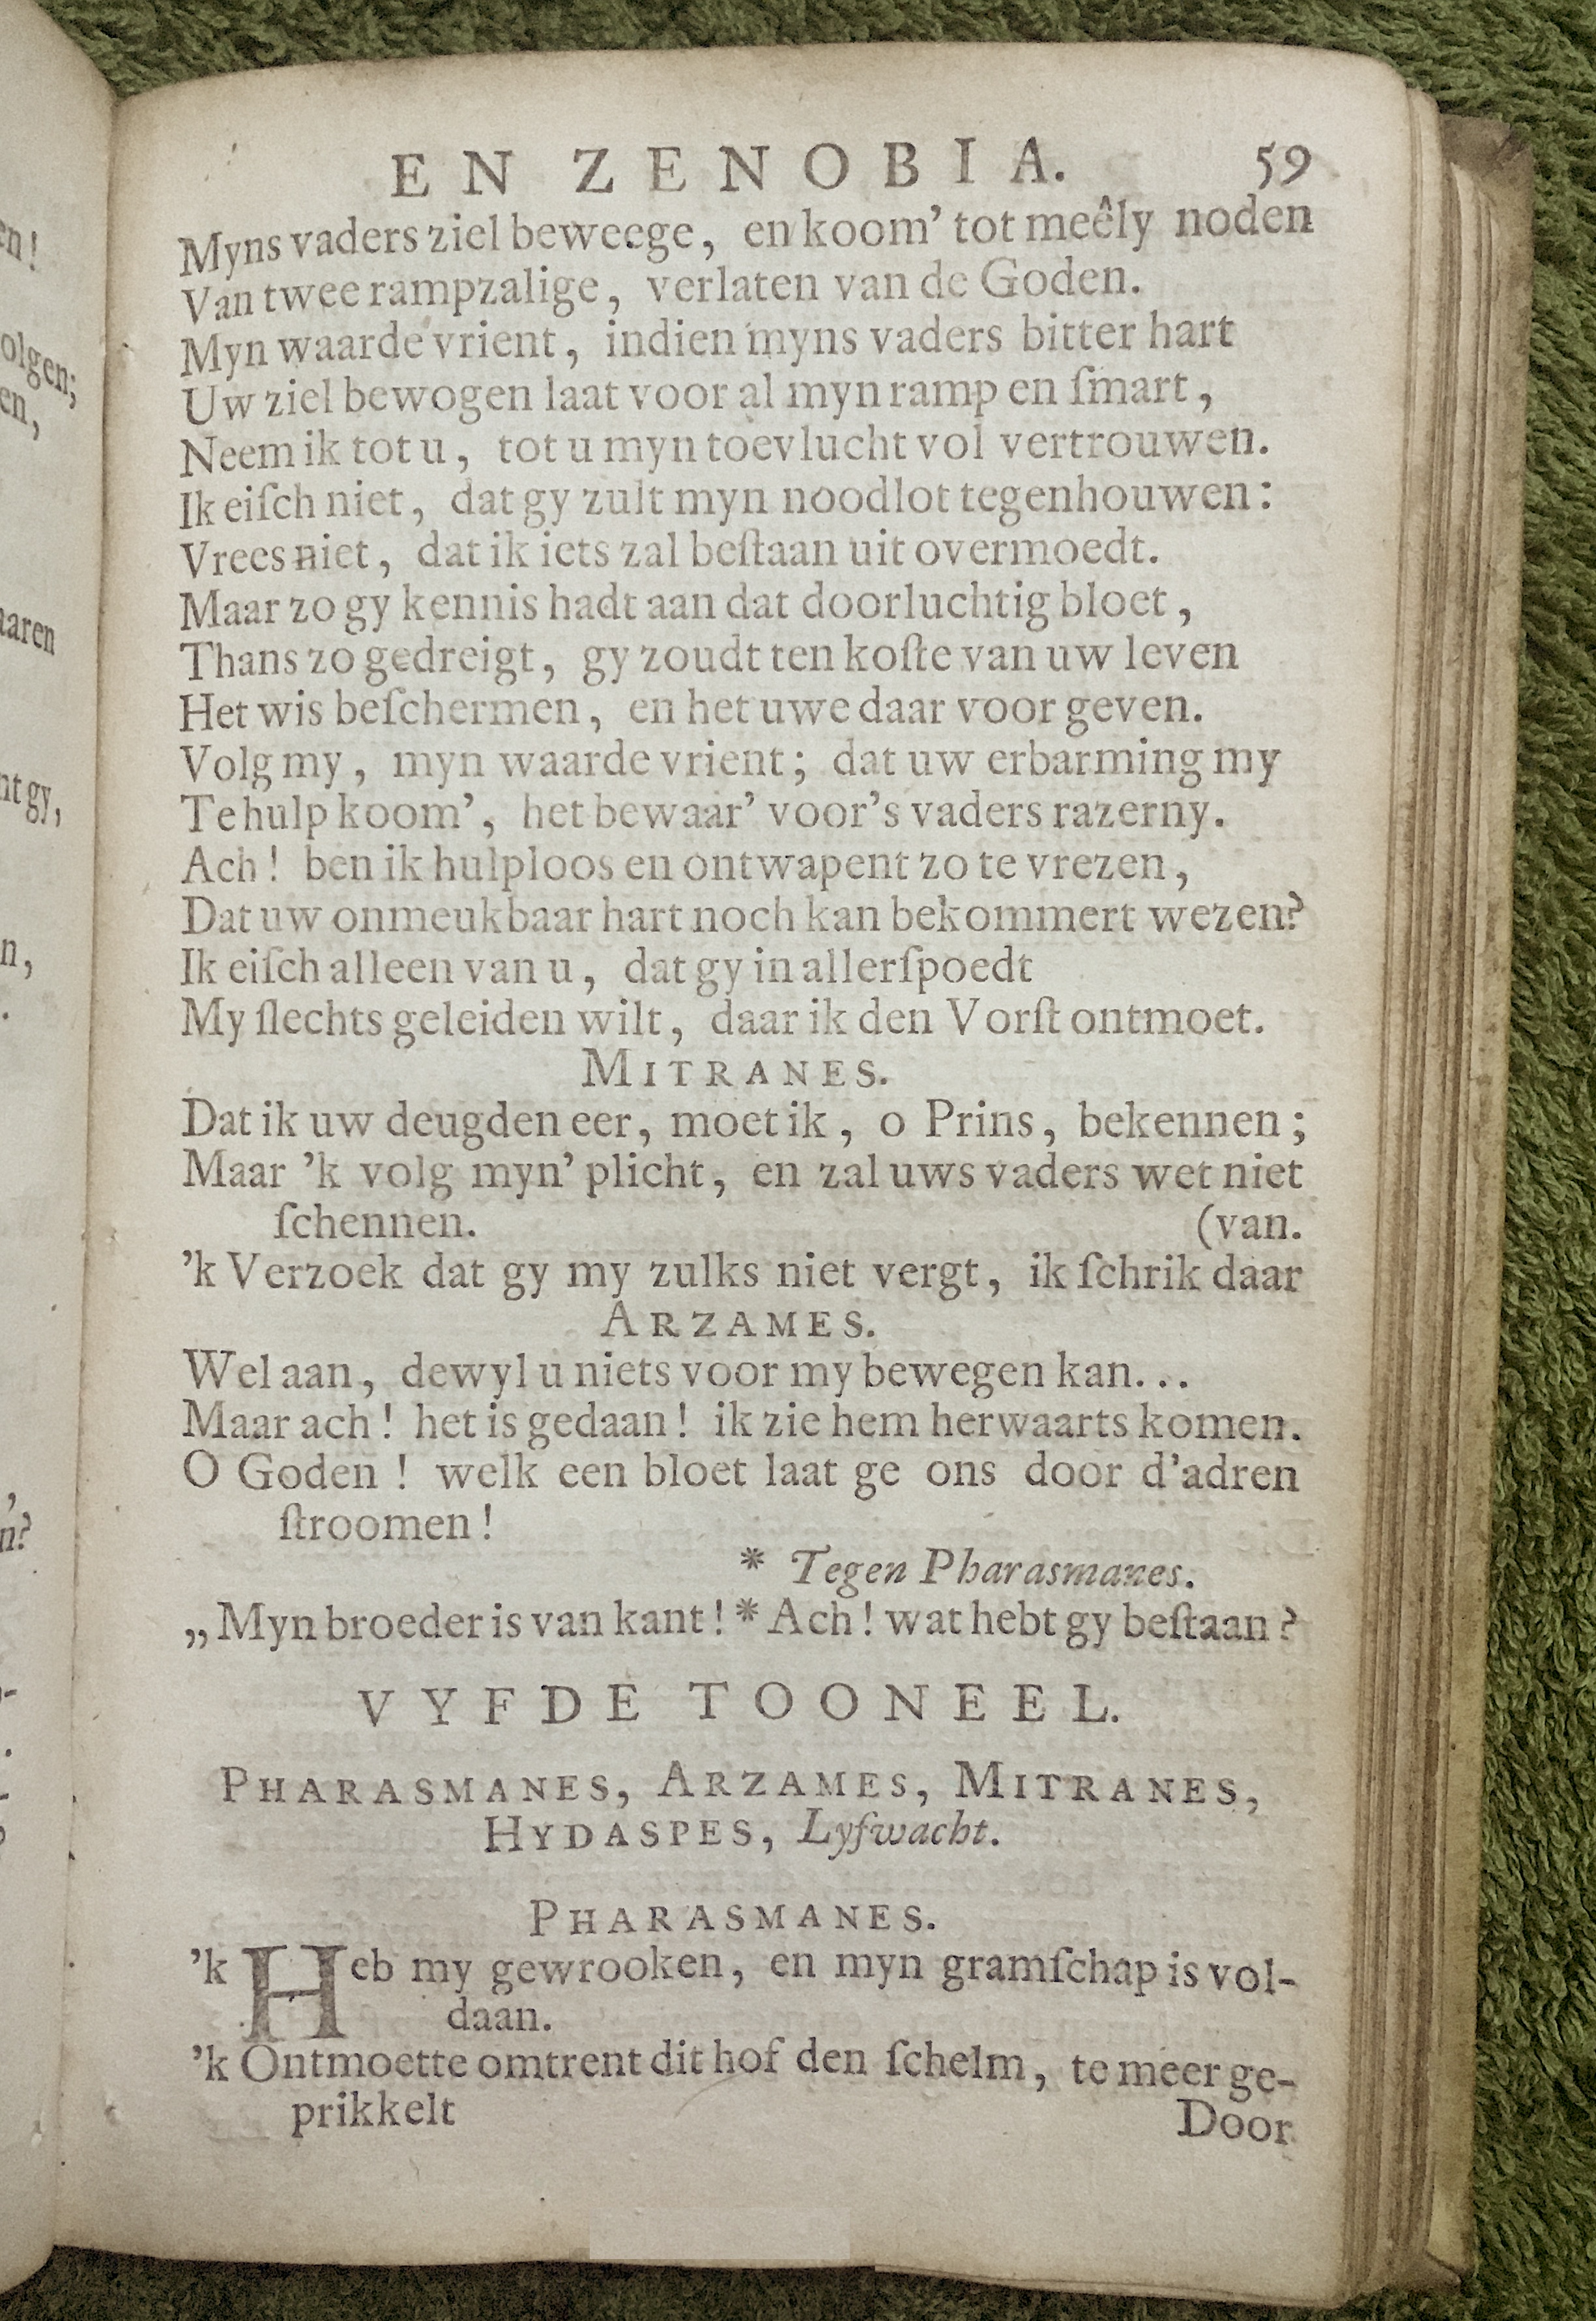 EN ZENOBIA. 59
Myns vaders ziel beweege, en koom' tot meêly noden
Van twee rampzalige, verlaten van de Goden.
Myn waarde vrient, indien myns vaders bitter hart
Uw ziel bewogen laat voor al myn ramp en ſmart,
Neem ik tot u, tot u myn toevlucht vol vertrouwen.
Ik eiſch niet, dat gy zult myn noodlot tegenhouwen:
Vrees niet, dat ik iets zal beſtaan uit overmoedt.
Maar zo gy kennis hadt aan dat doorluchtig bloet,
Thans zo gedreigt, gy zoudt ten koſte van uw leven
Het wis beſchermen, en het uwe daar voor geven.
Volg my, myn waarde vrient; dat uw erbarming my
Te hulp koom', het bewaar' voor's vaders razerny.
Ach! ben ik hulploos en ontwapent zo te vrezen,
Dat uw onmeukbaar hart noch kan bekommert wezen?
Ik eiſch alleen van u, dat gy in allerſpoedt
My ſlechts geleiden wilt, daar ik den Vorſt ontmoet.
MITRANES.
Dat ik uw deugden eer, moet ik, o Prins, bekennen;
Maar 'k volg myn' plicht, en zal uws vaders wet niet
ſchennen. (van.
'k Verzoek dat gy my zulks niet vergt, ik ſchrik daar
ARZAMES.
Wel aan, dewyl u niets voor my bewegen kan...
Maar ach! het is gedaan! ik zie hem herwaarts komen.
O Goden! welk een bloet laat ge ons door d'adren
ſtroomen!
* Tegen Pharasmanes.
„Myn broeder is van kant! * Ach! wat hebt gy beſtaan?
VYFDE TOONEEL.
PHARASMANES, ARZAMES, MITRANES,
HYDASPES, Lyfwacht.
PHARASMANES.
'k Heb my gewrooken, en myn gramſchap is vol-
daan.
'k Ontmoette omtrent dit hof den ſchelm, te meer ge-
prikkelt
Door
en!
olgen;
en,
aaren
nt gy,
n,
n?